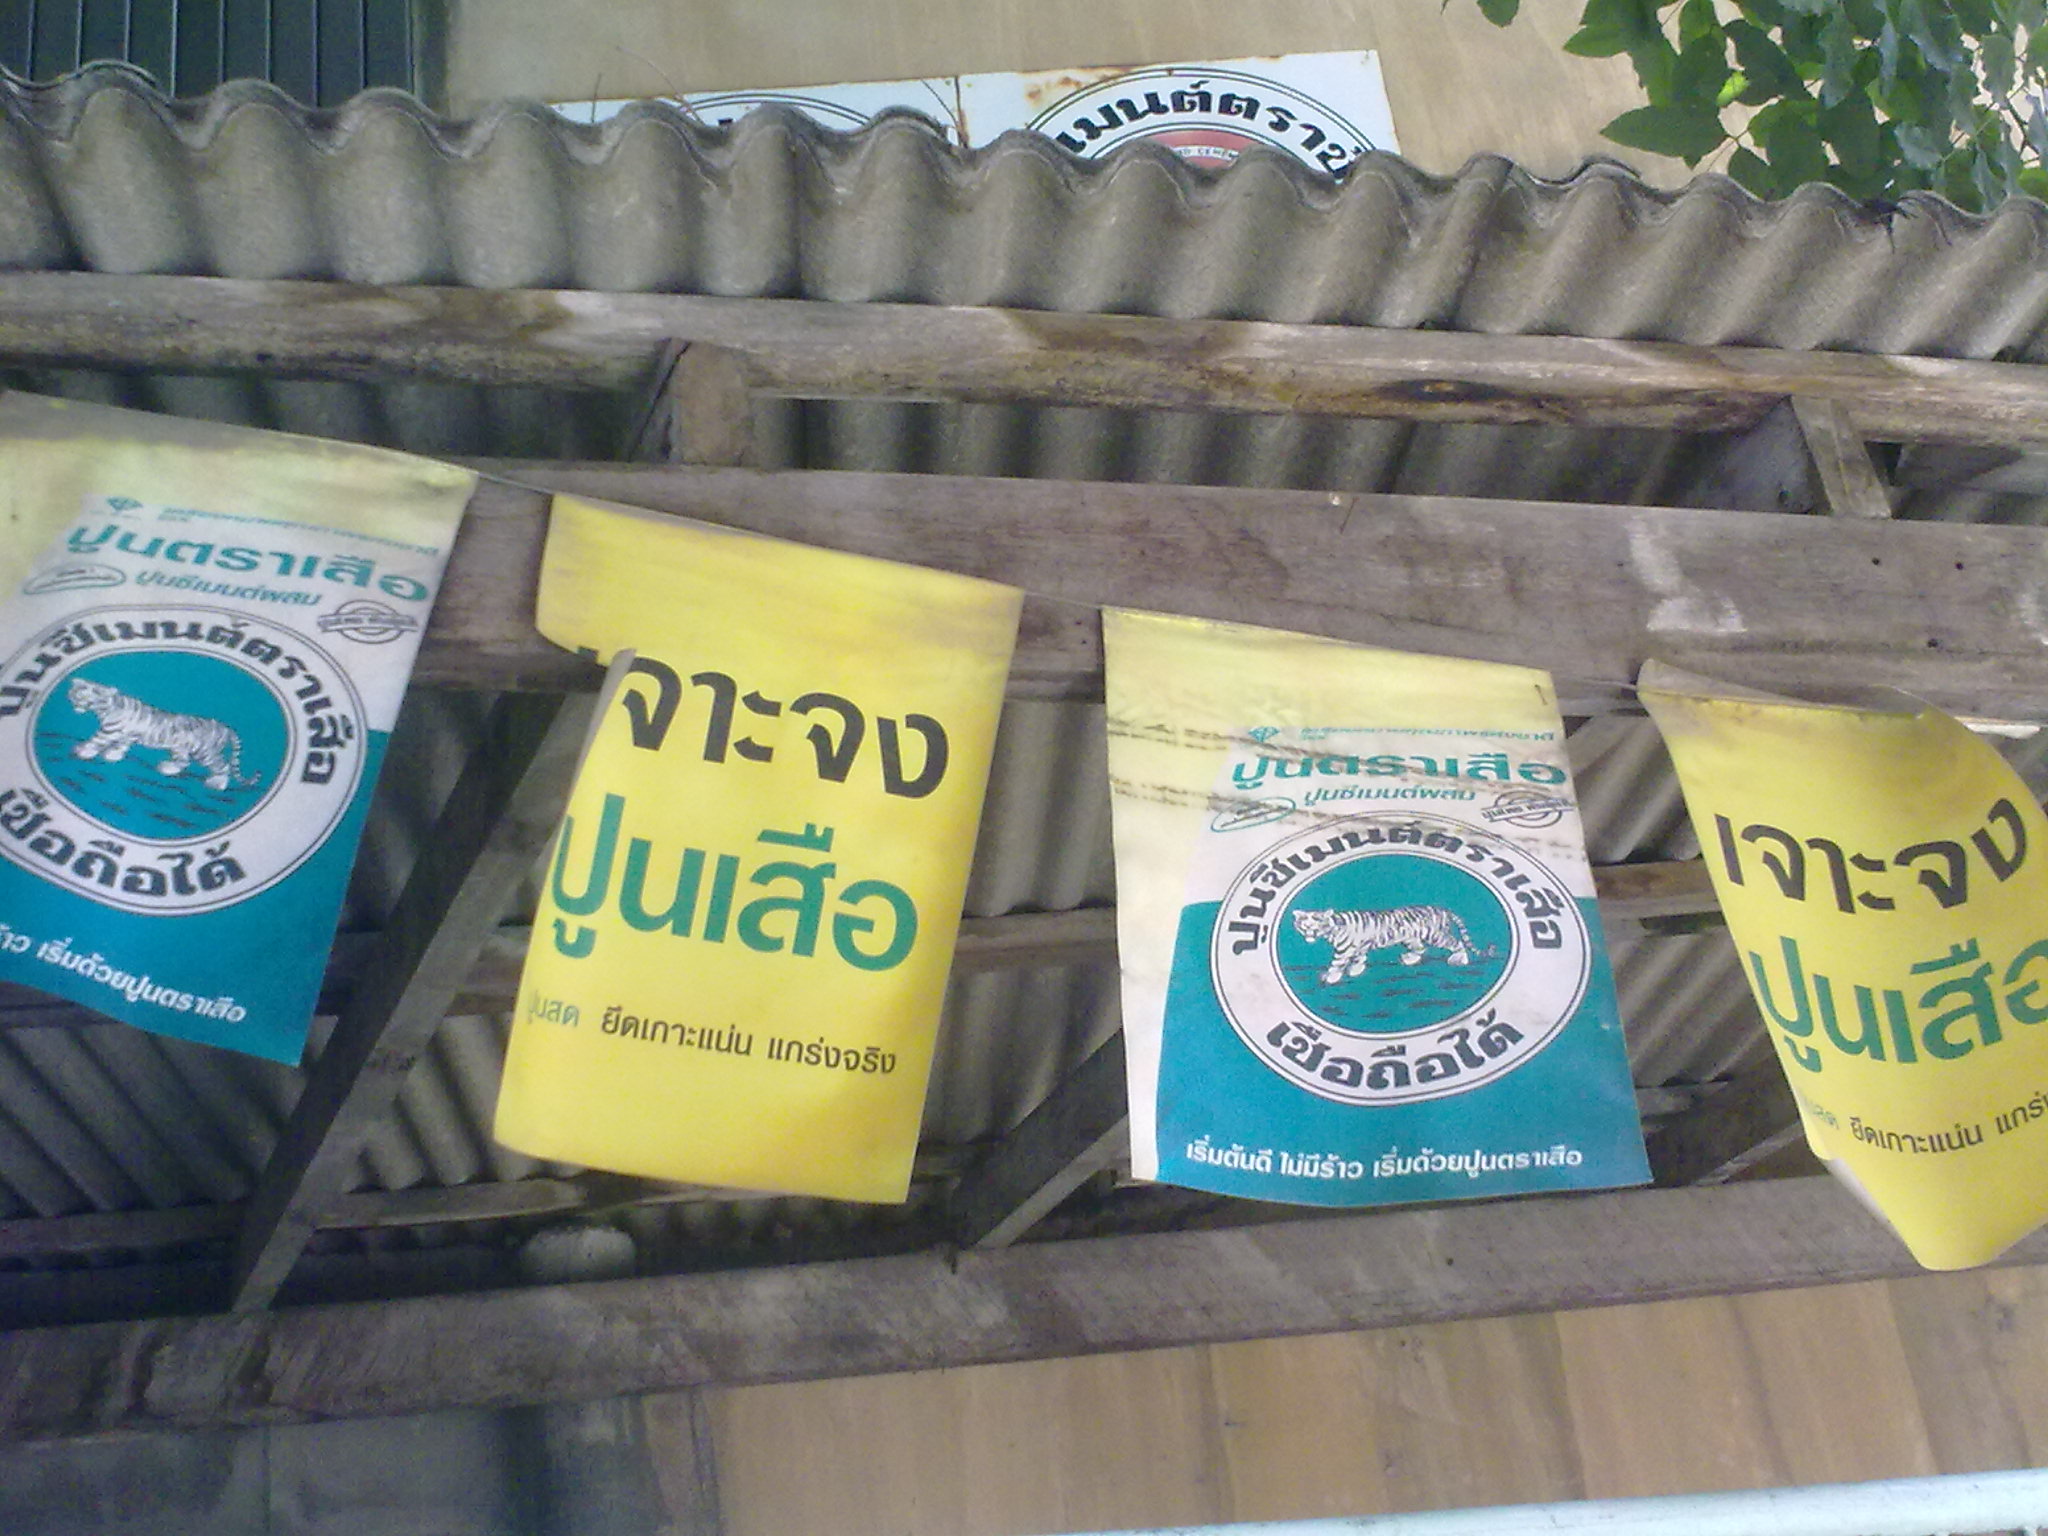 เมนต์ตรา
ปูนตราเสือ
ปูนซีเมนต์ผสม
ปูนซีเมนต์ตราเสือ
เชื่อถือได้
เริ่มด้วยปูนตราเสือ
เจาะจง
ปูนเสือ
ปูนสด ยึดเกาะแน่น แกร่งจริง
ปูนตราเสือ
ปูนซีเมนต์ผสม
ปูนซีเมนต์ตราเสือ
เชื่อถือได้
เริ่มต้นดี ไม่มีร้าว เริ่มด้วยปูนตราเสือ
เจาะจง
ปูนเสือ
ยึดเกาะแน่น แกร่ง